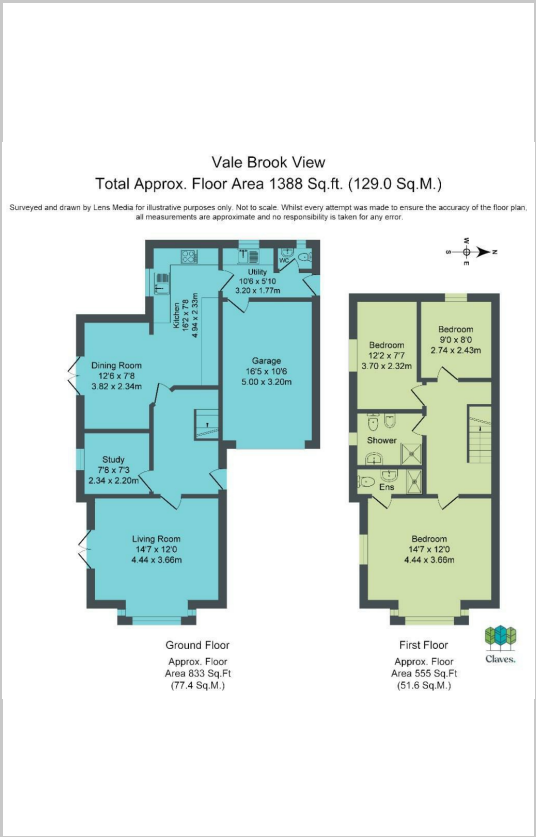 Vale Brook View
Total Approx. Floor Area 1388 Sq.ft. (129.0 Sq.M.)
Surveyed and drawn by Lens Media for illustrative purposes only. Not to scale. Whilst every attempt was made to ensure the accuracy of the floor plan,
all measurements are approximate and no responsibility is taken for any error.
W
S
N
E
WC
Utility
10'6 x 5'10
3.20 x 1.77m
Kitchen
16'2 x 7'8
4.94 x 2.33m
Dining Room
12'6 x 7'8
3.82 x 2.34m
Garage
16'5 x 10'6
5.00 x 3.20m
Study
7'8 x 7'3
2.34 x 2.20m
Living Room
14'7 x 12'0
4.44 x 3.66m
Bedroom
9'0 x 8'0
2.74 x 2.43m
Bedroom
12'2 x 7'7
3.70 x 2.32m
Shower
Ens
Bedroom
14'7 x 12'0
4.44 x 3.66m
Ground Floor
Approx. Floor
Area 833 Sq.Ft
(77.4 Sq.M.)
First Floor
Approx. Floor
Area 555 Sq.Ft
(51.6 Sq.M.)
Claves.